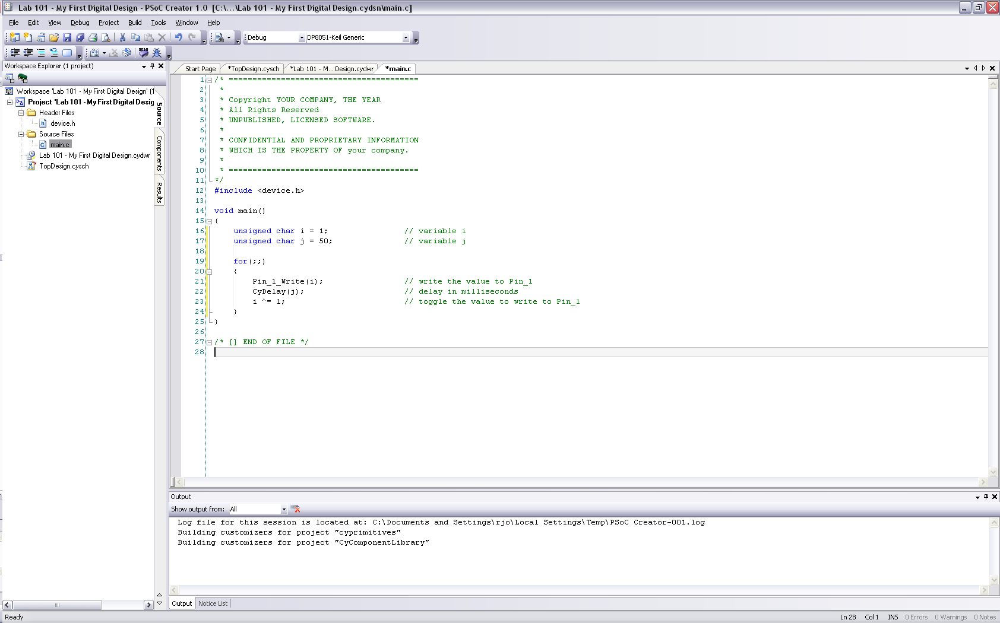 Lab 101 - My First Digital Design - PSoC Creator 1.0  [C:\...\Lab 101 - My First Digital Design.cydsn\main.c]
File Edit View Debug Project Build Tools Window Help
Debug DP8051-Keil Generic
Workspace Explorer (1 project)
Workspace 'Lab 101 - My First Digital Design' (1
Project 'Lab 101 - My First Digital Desig
Header Files
device.h
Source Files
main.c
Lab 101 - My First Digital Design.cydwr
TopDesign.cysch
Source
Components
Results
Start Page *TopDesign.cysch *Lab 101 - M... Design.cydwr *main.c
1 /* ========================================
2  *
3  * Copyright YOUR COMPANY, THE YEAR
4  * All Rights Reserved
5  * UNPUBLISHED, LICENSED SOFTWARE.
6  *
7  * CONFIDENTIAL AND PROPRIETARY INFORMATION
8  * WHICH IS THE PROPERTY OF your company.
9  *
10  * ========================================
11 */
12 #include <device.h>
13
14 void main()
15 {
16     unsigned char i = 1;                // variable i
17     unsigned char j = 50;               // variable j
18
19     for(;;)
20     {
21         Pin_1_Write(i);                 // write the value to Pin_1
22         CyDelay(j);                     // delay in milliseconds
23         i ^= 1;                         // toggle the value to write to Pin_1
24     }
25 }
26
27 /* [] END OF FILE */
28
Output
Show output from: All
Log file for this session is located at: C:\Documents and Settings\rjo\Local Settings\Temp\PSoC Creator-001.log
Building customizers for project "cyprimitives"
Building customizers for project "CyComponentLibrary"
Output Notice List
Ready Ln 28 Col 1 INS 0 Errors 0 Warnings 0 Notes